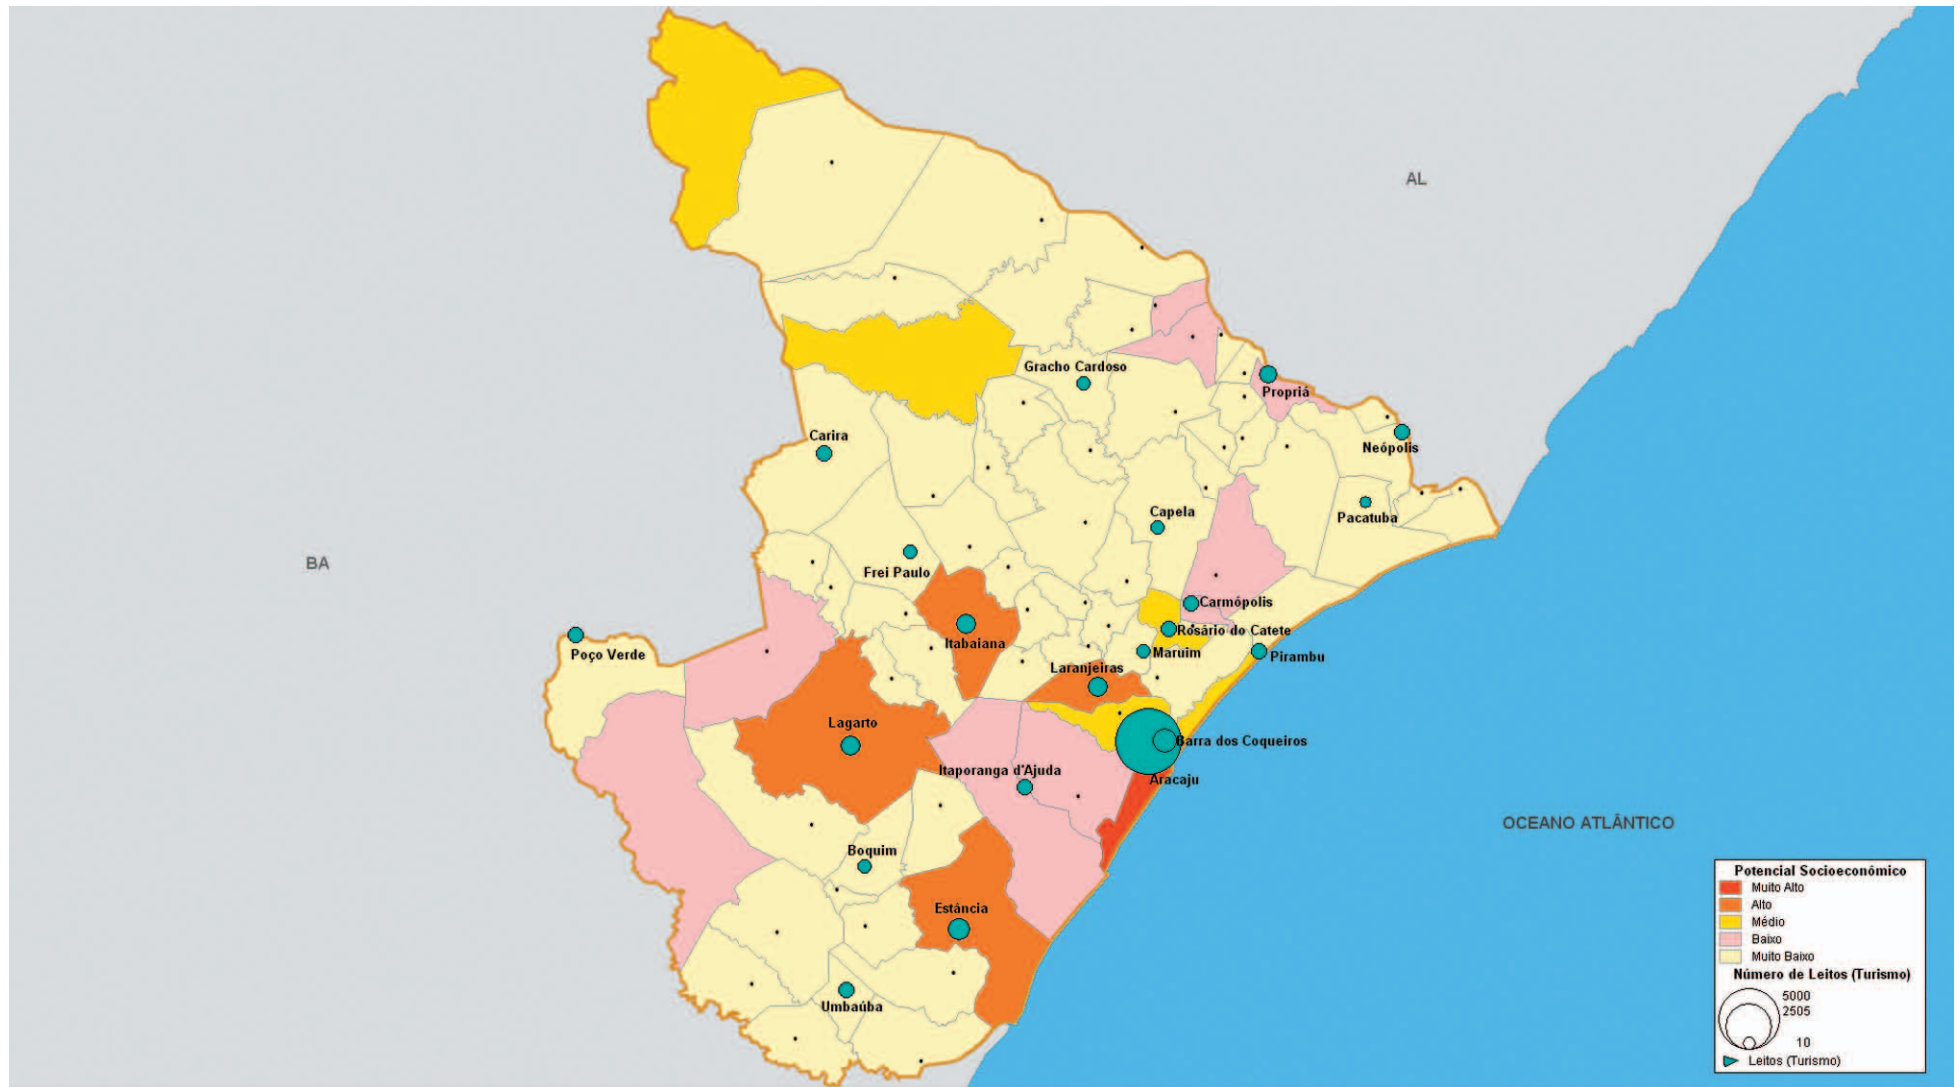 AL
Gracho Cardoso
Propriá
Carira
Neópolis
Capela
Pacatuba
BA
Frei Paulo
Carmópolis
Rosário do Catete
Itabaiana
Poço Verde
Maruim
Pirambu
Laranjeiras
Lagarto
Barra dos Coqueiros
Itaporanga d'Ajuda
Aracaju
OCEANO ATLÂNTICO
Boquim
Estância
Umbaúba
Potencial Socioeconómico
Muito Alto
Alto
Médio
Baixo
Muito Baixo
Número de Leitos (Turismo)
5000
2505
10
Leitos (Turismo)